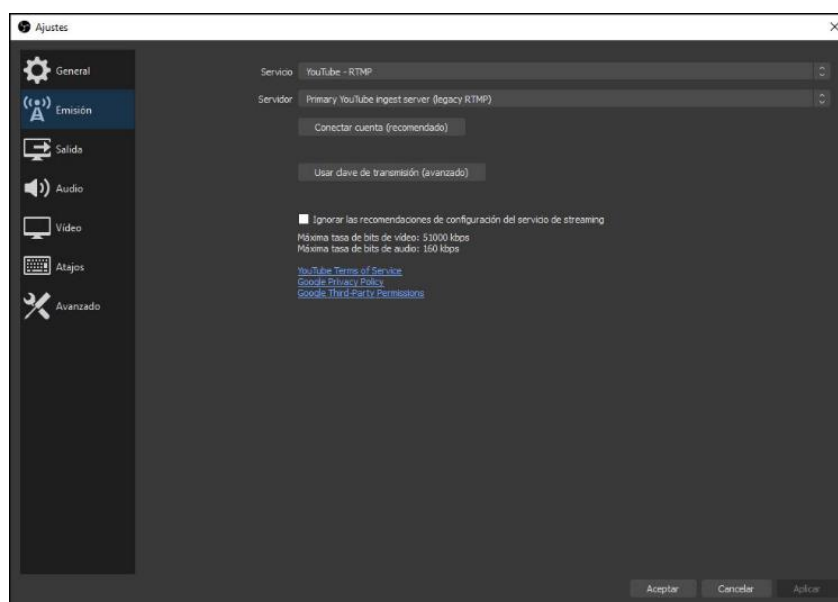 Ajustes
General
Emisión
Salida
Audio
Vídeo
Atajos
Avanzado
Servicio YouTube - RTMP
Servidor Primary YouTube ingest server (legacy RTMP)
Conectar cuenta (recomendado)
Usar clave de transmisión (avanzado)
Ignorar las recomendaciones de configuración del servicio de streaming
Máxima tasa de bits de vídeo: 51000 kbps
Máxima tasa de bits de audio: 160 kbps
YouTube Terms of Service
Google Privacy Policy
Google Third-Party Permissions
Aceptar Cancelar Aplicar